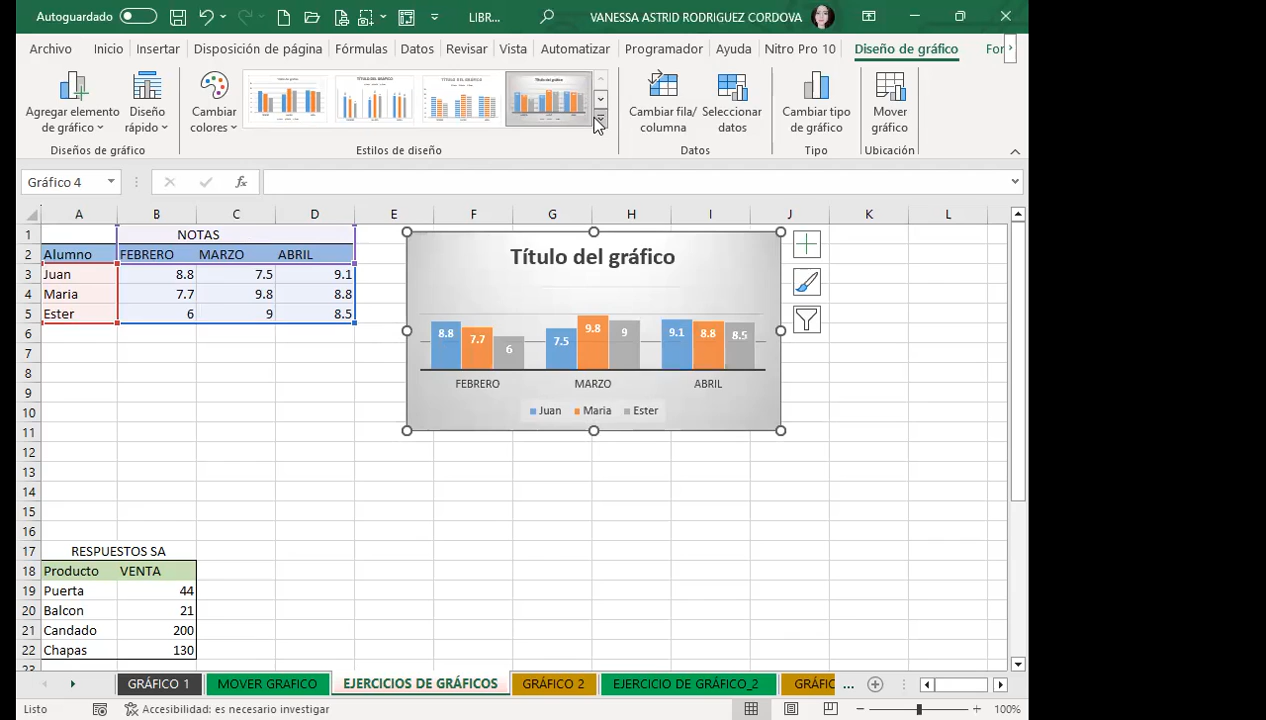 Autoguardado LIBR... VANESSA ASTRID RODRIGUEZ CORDOVA
Archivo Inicio Insertar Disposición de página Fórmulas Datos Revisar Vista Automatizar Programador Ayuda Nitro Pro 10 Diseño de gráfico For
Agregar elemento de gráfico
Diseño rápido
Cambiar colores
Cambiar fila/ columna
Seleccionar datos
Cambiar tipo de gráfico
Mover gráfico
Diseños de gráfico Estilos de diseño Datos Tipo Ubicación
Gráfico 4 fx
A B C D E F G H I J K L
1 NOTAS
2 Alumno FEBRERO MARZO ABRIL
3 Juan 8.8 7.5 9.1
4 Maria 7.7 9.8 8.8
5 Ester 6 9 8.5
6
7
8
9
10
11
12
13
14
15
16
17 RESPUESTOS SA
18 Producto VENTA
19 Puerta 44
20 Balcon 21
21 Candado 200
22 Chapas 130
23
Título del gráfico
8.8 7.7 6 7.5 9.8 9 9.1 8.8 8.5
FEBRERO MARZO ABRIL
Juan Maria Ester
GRÁFICO 1 MOVER GRAFICO EJERCICIOS DE GRÁFICOS GRÁFICO 2 EJERCICIO DE GRÁFICO_2 GRÁFIC ...
Listo Accesibilidad: es necesario investigar 100%